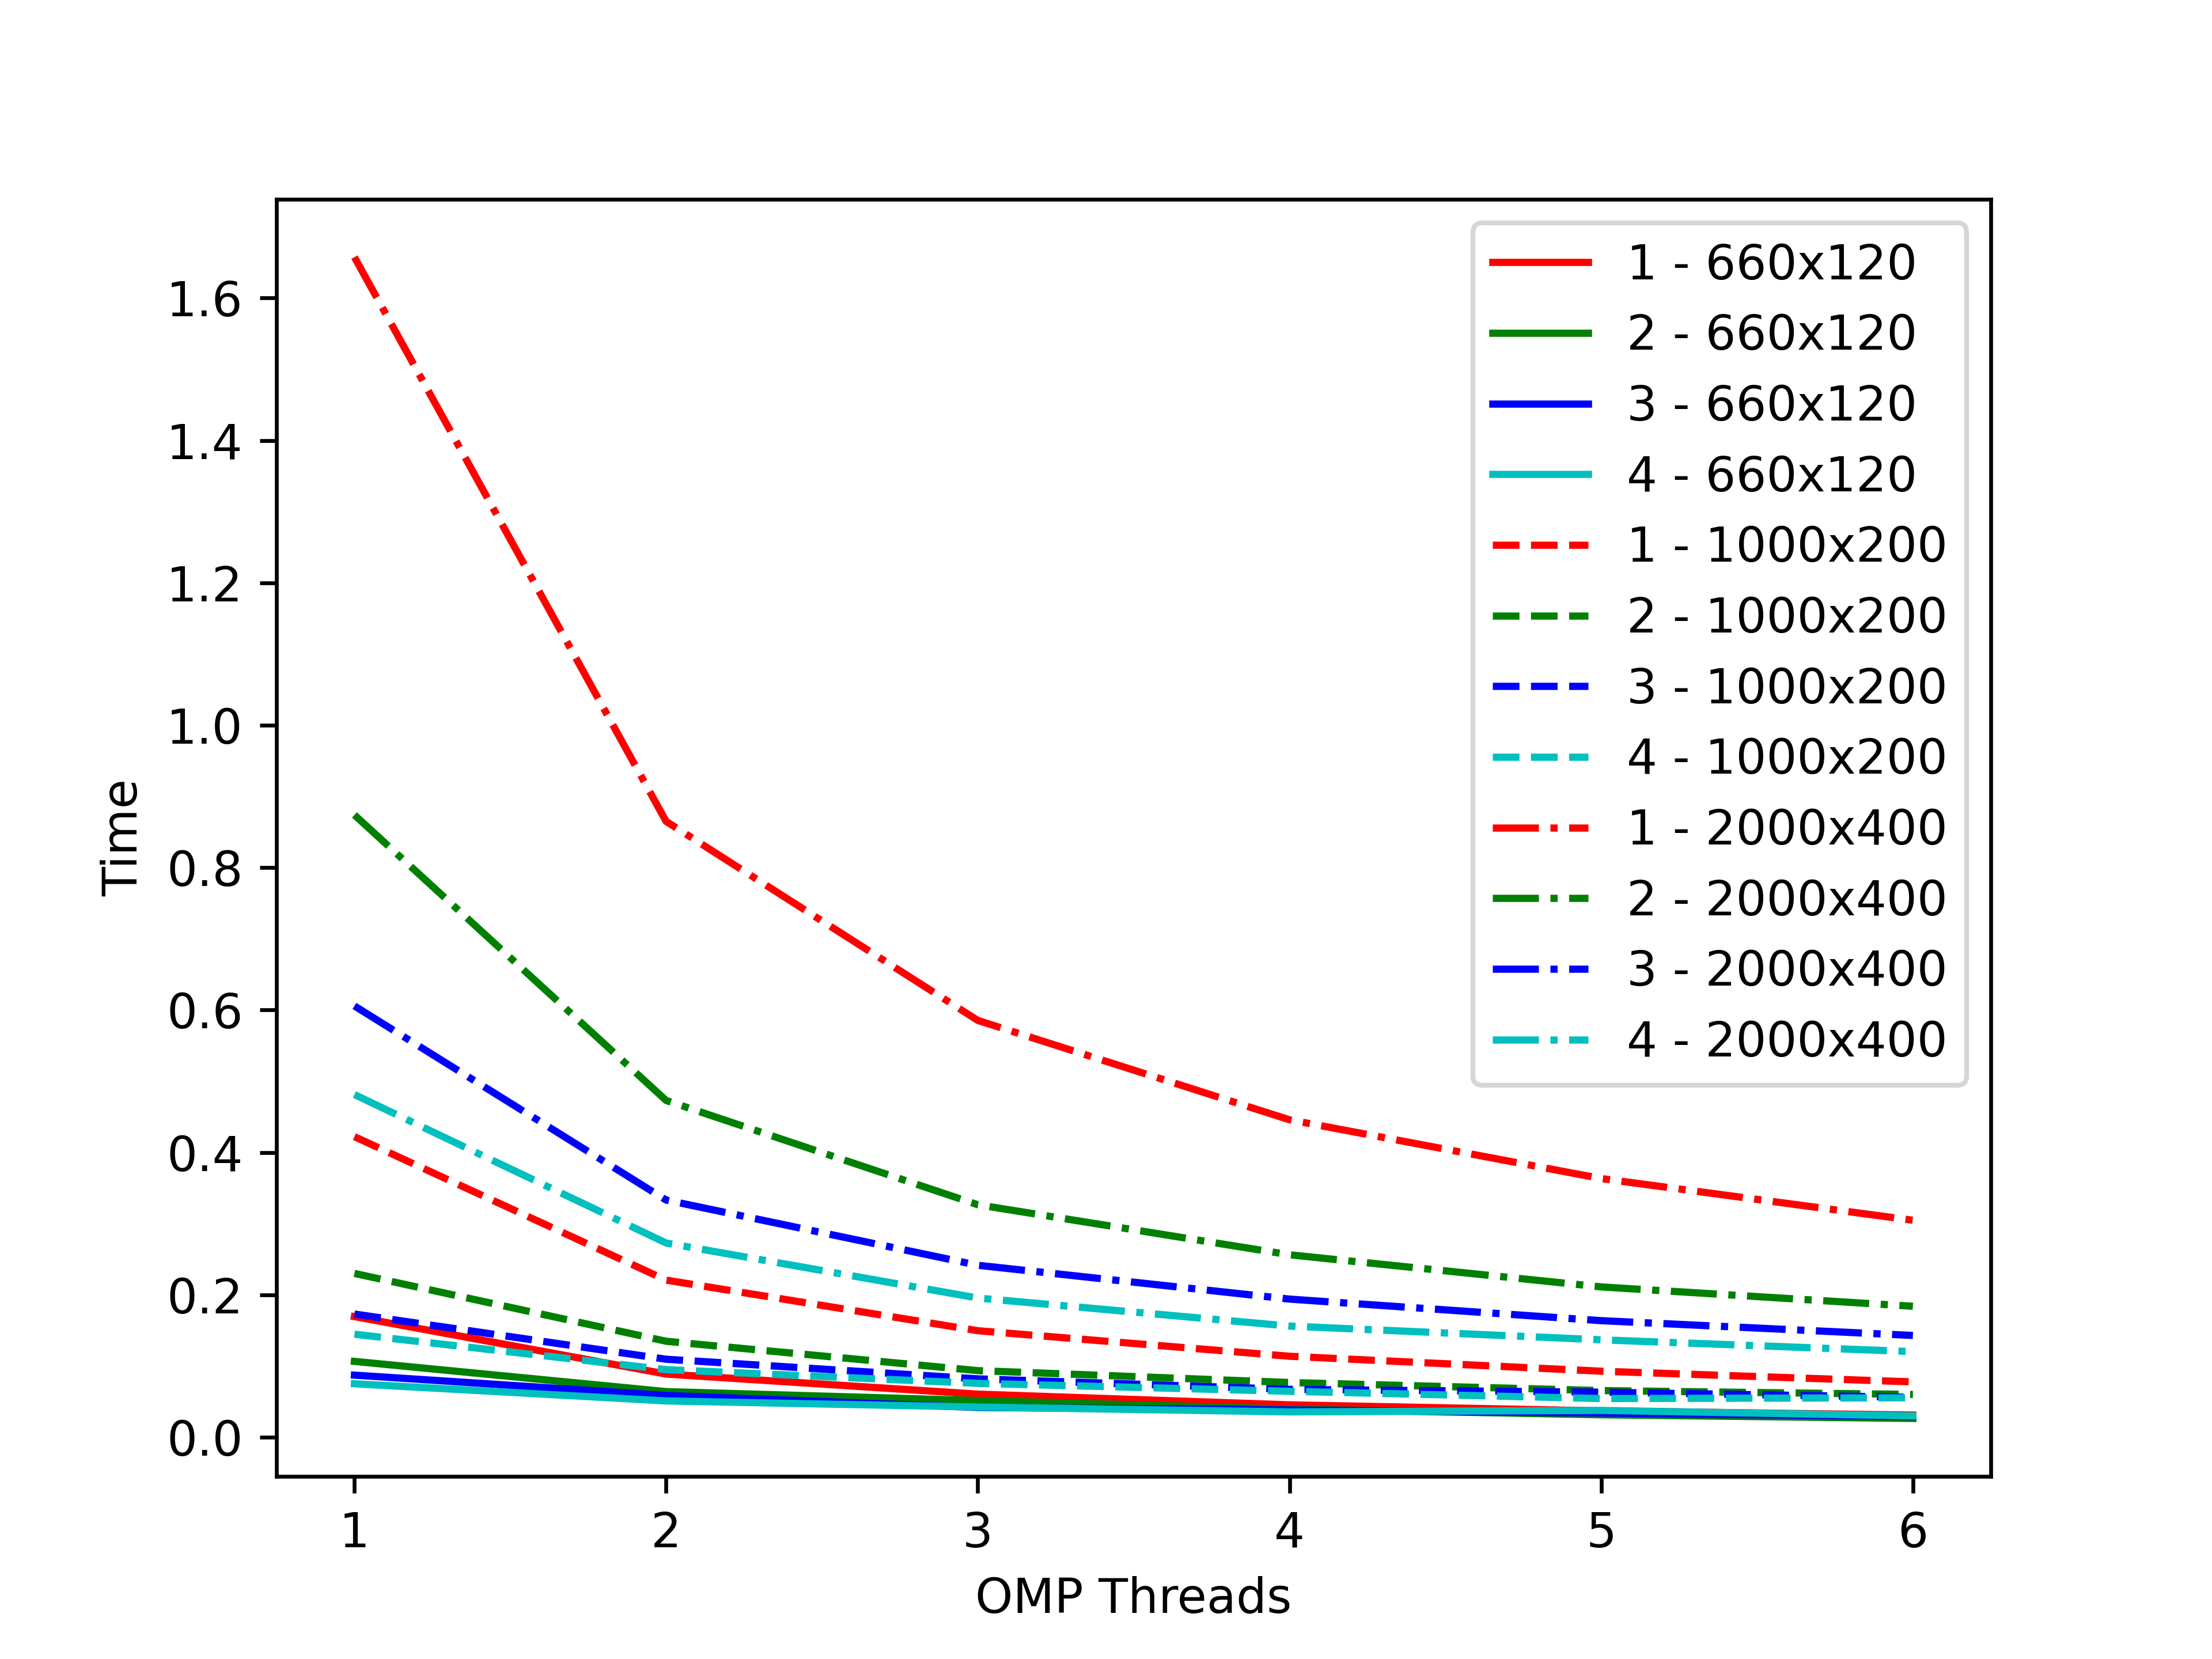 1.6
1.4
1.2
1.0
0.8
0.6
0.4
0.2
0.0
Time
1 2 3 4 5 6
OMP Threads
1 - 660x120
2 - 660x120
3 - 660x120
4 - 660x120
1 - 1000x200
2 - 1000x200
3 - 1000x200
4 - 1000x200
1 - 2000x400
2 - 2000x400
3 - 2000x400
4 - 2000x400